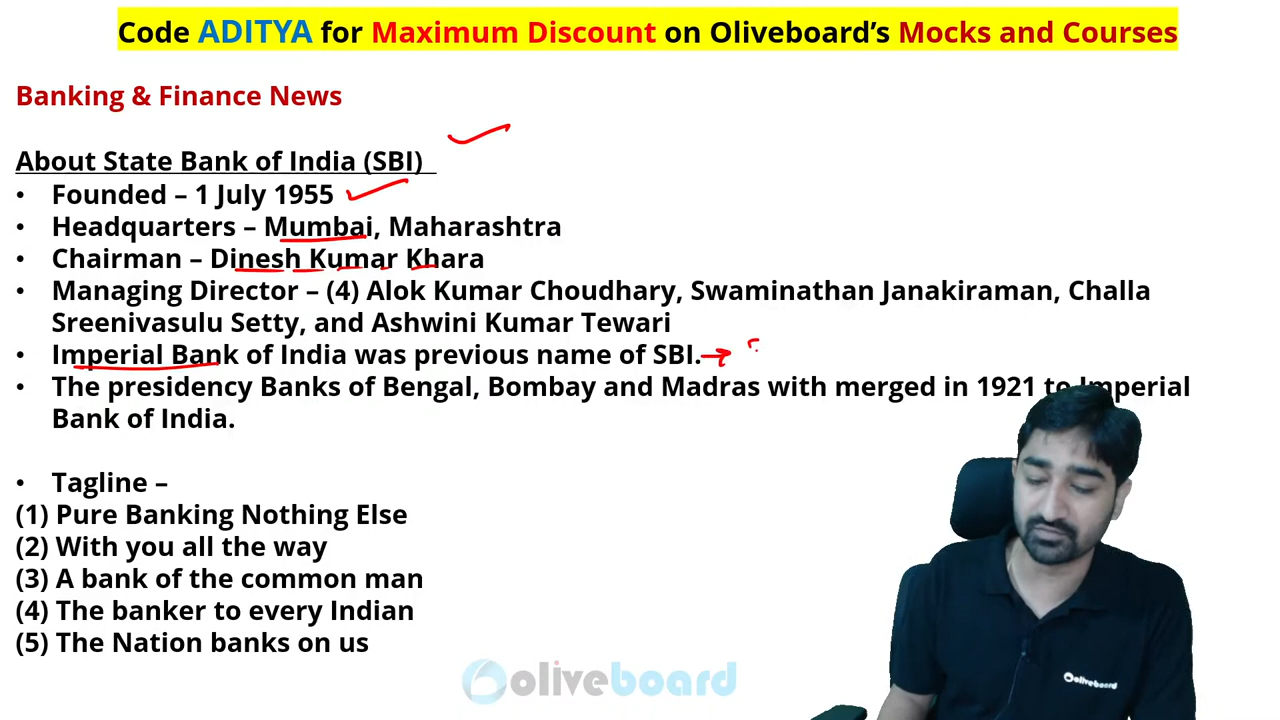 Code ADITYA for Maximum Discount on Oliveboard's Mocks and Courses
Banking & Finance News
About State Bank of India (SBI)
• Founded – 1 July 1955
• Headquarters – Mumbai, Maharashtra
• Chairman – Dinesh Kumar Khara
• Managing Director – (4) Alok Kumar Choudhary, Swaminathan Janakiraman, Challa
Sreenivasulu Setty, and Ashwini Kumar Tewari
• Imperial Bank of India was previous name of SBI.
• The presidency Banks of Bengal, Bombay and Madras with merged in 1921 to Imperial
Bank of India.
• Tagline –
(1) Pure Banking Nothing Else
(2) With you all the way
(3) A bank of the common man
(4) The banker to every Indian
(5) The Nation banks on us
oliveboard
oliveboard